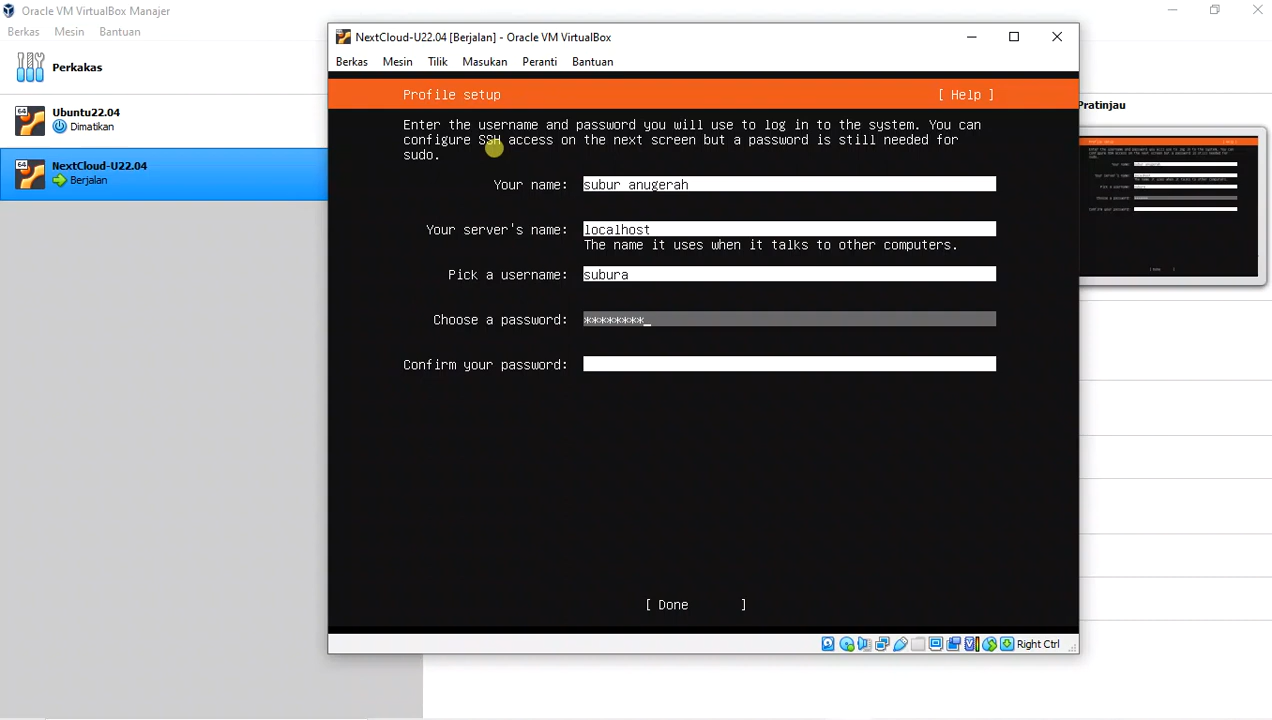 Oracle VM VirtualBox Manajer
Berkas Mesin Bantuan
Perkakas
64
Ubuntu22.04
Dimatikan
64
NextCloud-U22.04
Berjalan
NextCloud-U22.04 [Berjalan] - Oracle VM VirtualBox
Berkas Mesin Tilik Masukan Peranti Bantuan
Profile setup [ Help ]
Enter the username and password you will use to log in to the system. You can
configure SSH access on the next screen but a password is still needed for
sudo.
Your name: subur anugerah
Your server's name: localhost
The name it uses when it talks to other computers.
Pick a username: subura
Choose a password: ********_
Confirm your password:
[ Done ]
Right Ctrl
Pratinjau